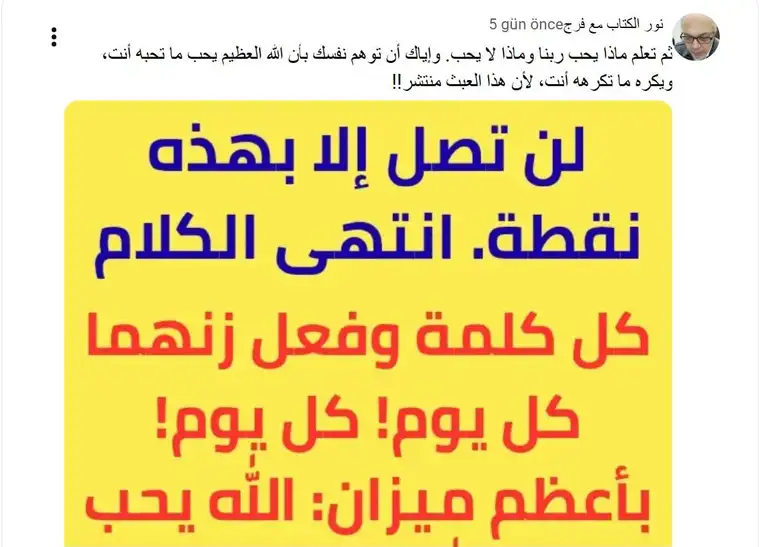 نور الكتاب مع فرج 5 gün önce
ثم تعلم ماذا يحب ربنا وماذا لا يحب. وإياك أن توهم نفسك بأن الله العظيم يحب ما تحبه أنت،
ويكره ما تكرهه أنت، لأن هذا العبث منتشر!!
لن تصل إلا بهذه
نقطة. انتهى الكلام
كل كلمة وفعل زنهما
كل يوم! كل يوم!
بأعظم ميزان: الله يحب